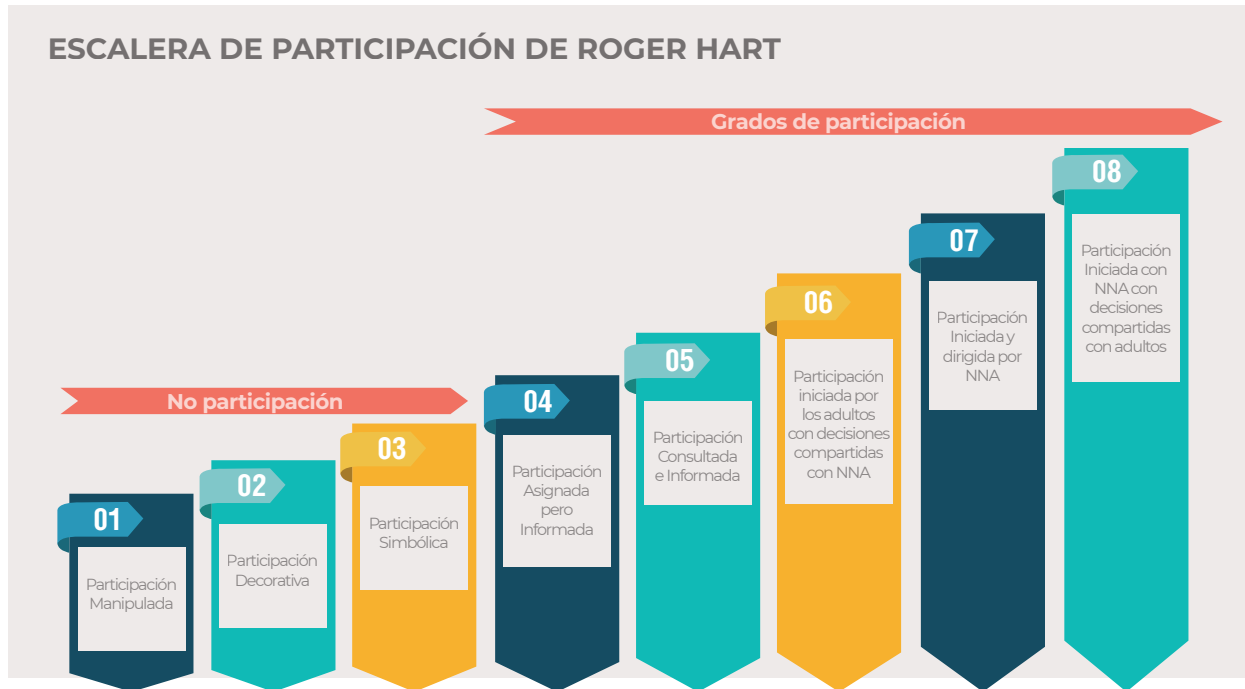 ESCALERA DE PARTICIPACIÓN DE ROGER HART
Grados de participación
No participación
01
Participación
Manipulada
02
Participación
Decorativa
03
Participación
Simbólica
04
Participación
Asignada
pero
Informada
05
Participación
Consultada
e Informada
06
Participación
iniciada por
los adultos
con decisiones
compartidas
con NNA
07
Participación
Iniciada y
dirigida por
NNA
08
Participación
Iniciada con
NNA con
decisiones
compartidas
con adultos